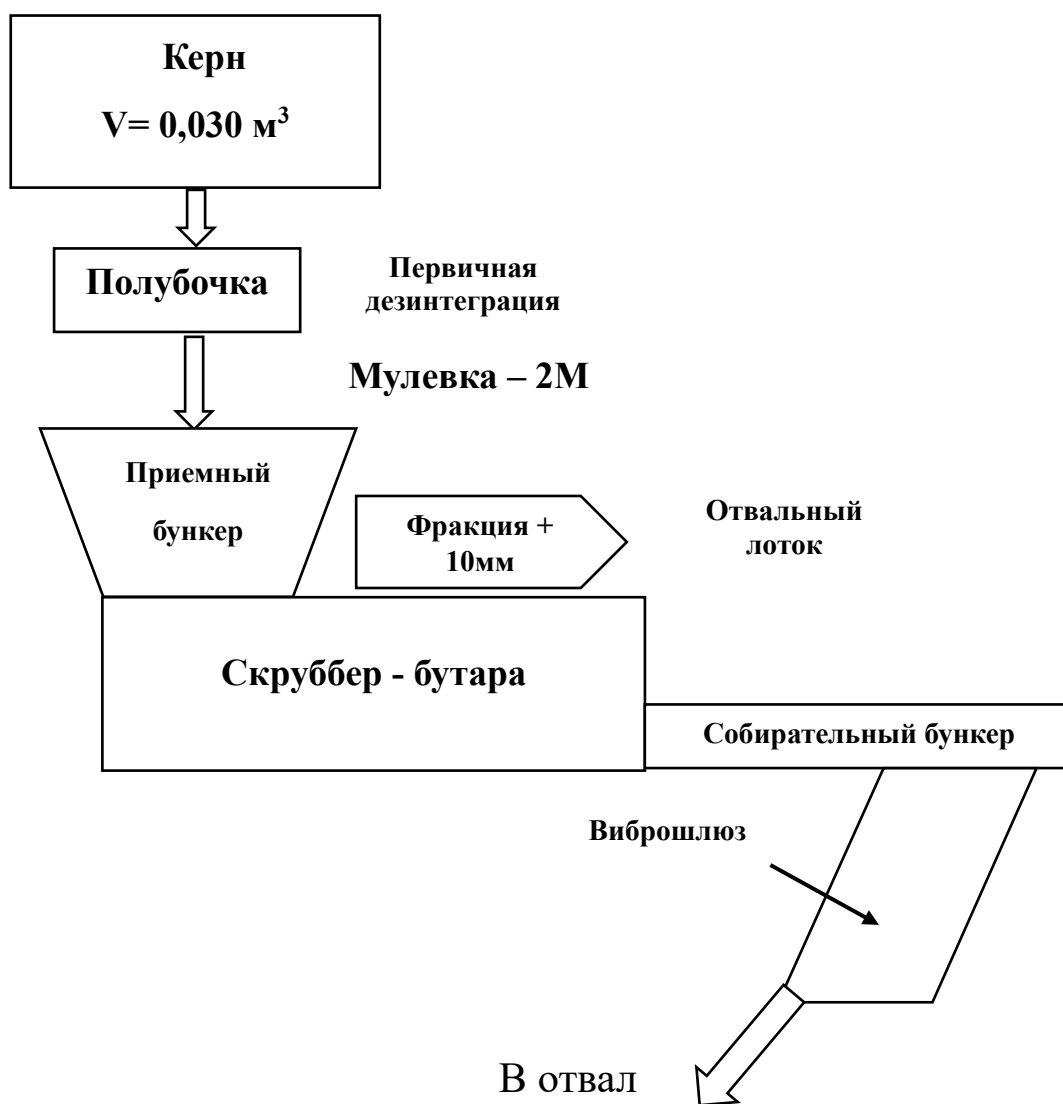 Керн
V= 0,030 м³
Полубочка
Первичная
дезинтеграция
Мулевка – 2М
Приемный
бункер
Фракция +
10мм
Отвальный
лоток
Скруббер - бутара
Собирательный бункер
Виброшлюз
В отвал